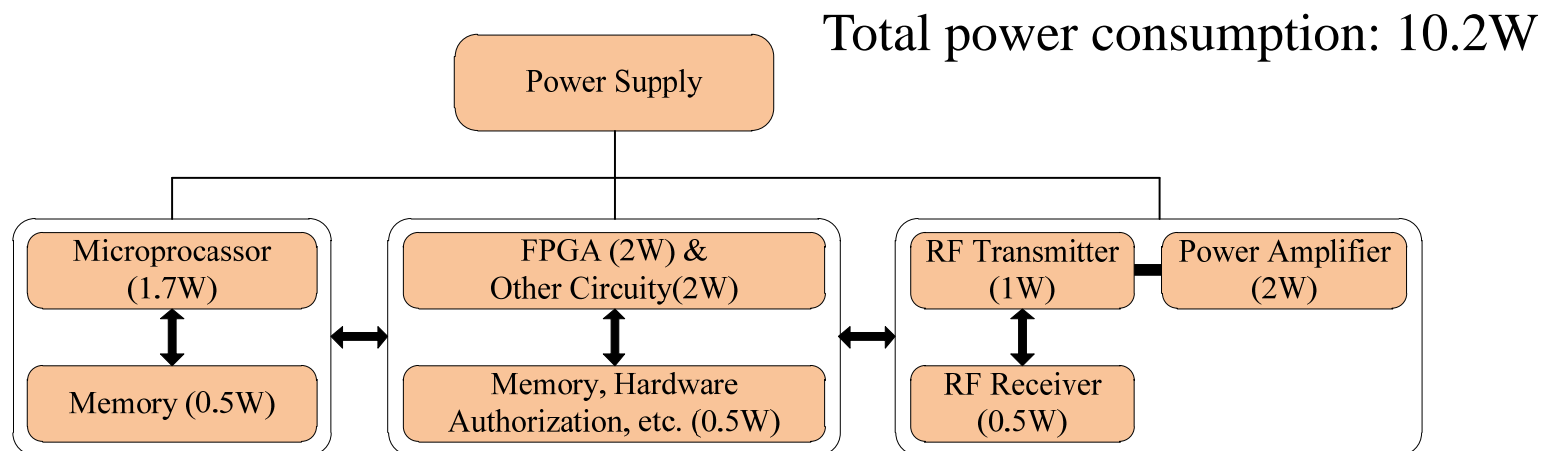 Total power consumption: 10.2W
Power Supply
Microprocassor
(1.7W)
Memory (0.5W)
FPGA (2W) &
Other Circuity(2W)
Memory, Hardware
Authorization, etc. (0.5W)
RF Transmitter
(1W)
Power Amplifier
(2W)
RF Receiver
(0.5W)